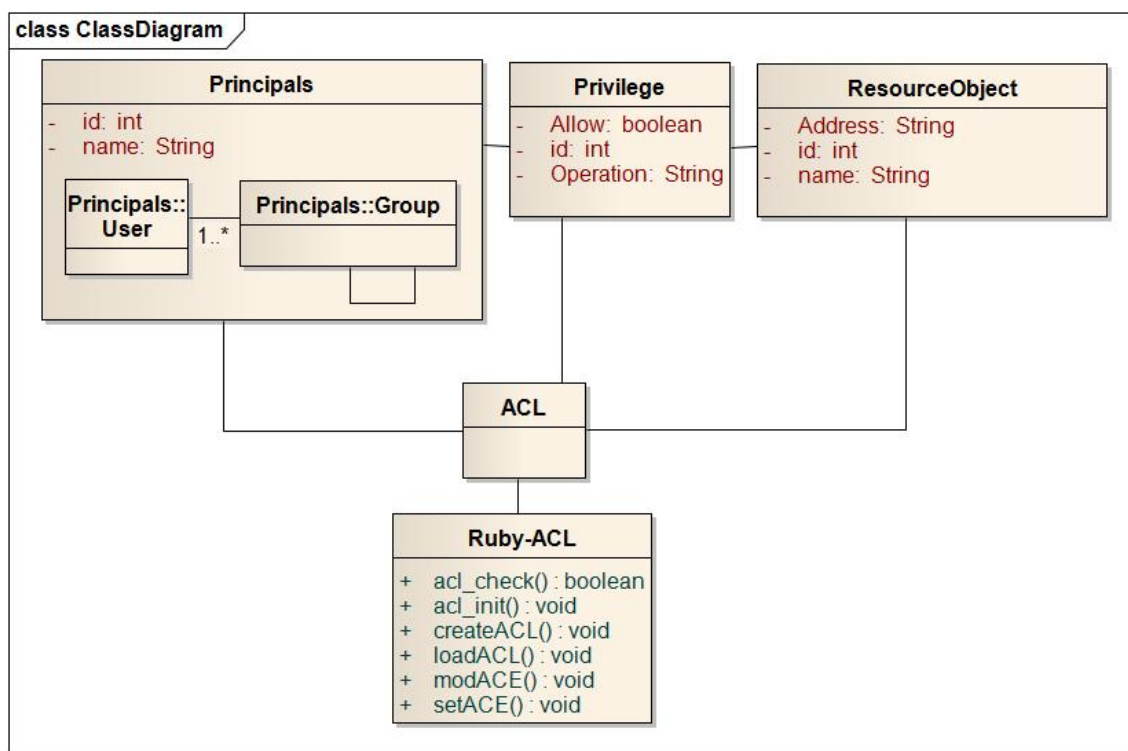 class ClassDiagram
Principals
- id: int
- name: String
Principals::
User
1..*
Principals::Group
Privilege
- Allow: boolean
- id: int
- Operation: String
ResourceObject
- Address: String
- id: int
- name: String
ACL
Ruby-ACL
+ acl_check() : boolean
+ acl_init() : void
+ createACL() : void
+ loadACL() : void
+ modACE() : void
+ setACE() : void